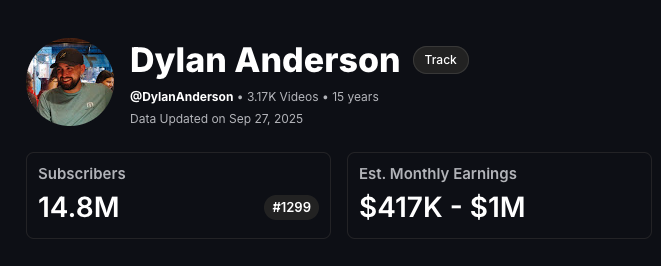 Dylan Anderson Track
@DylanAnderson • 3.17K Videos • 15 years
Data Updated on Sep 27, 2025
Subscribers
14.8M #1299
Est. Monthly Earnings
$417K - $1M